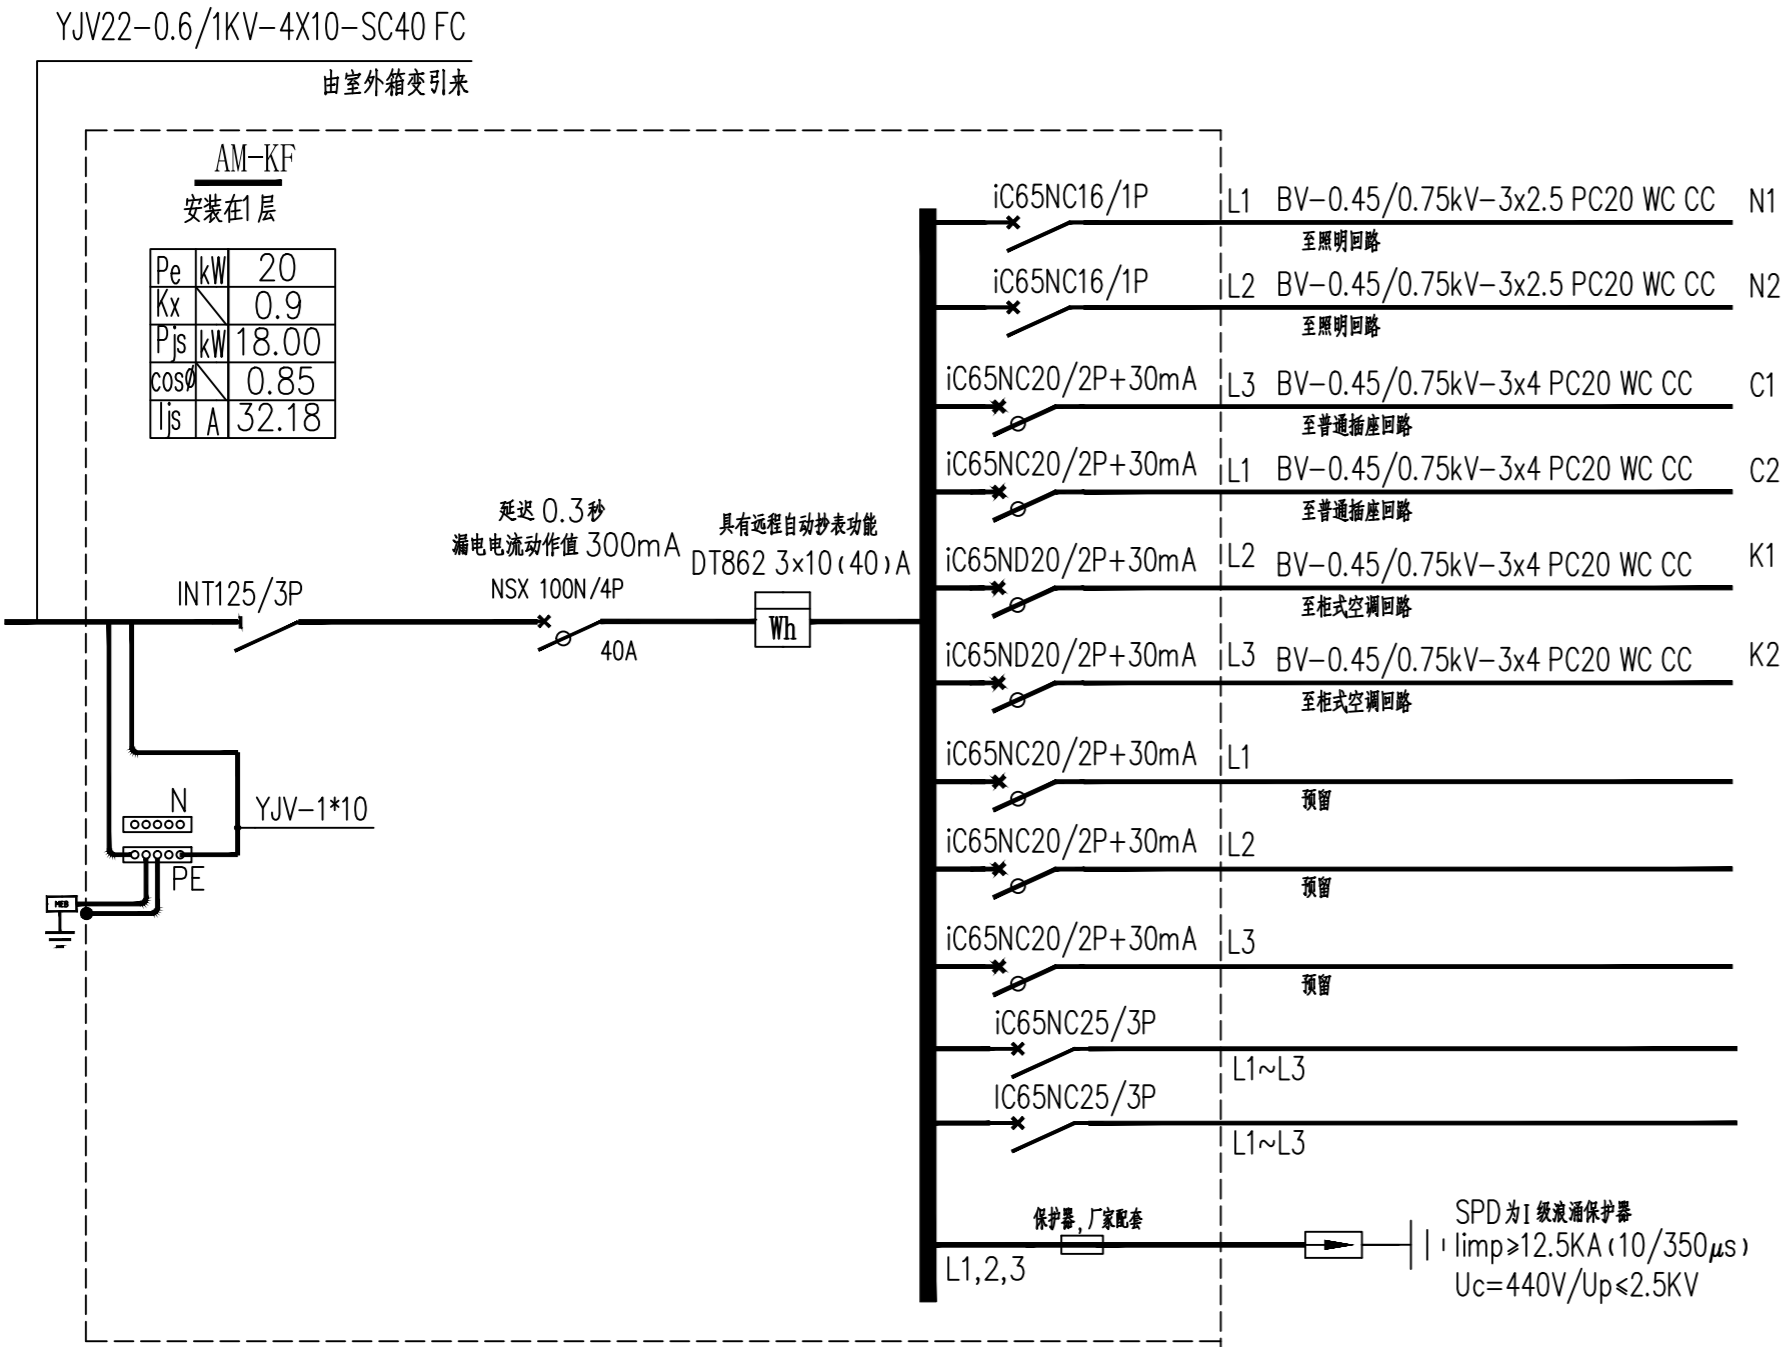 YJV22-0.6/1KV-4X10-SC40 FC
由室外箱变引来
AM-KF
安装在1层
Pe kW 20
Kx 0.9
Pjs kW 18.00
cosø 0.85
Ijs A 32.18
延迟 0.3秒
漏电电流动作值 300mA
NSX 100N/4P
40A
具有远程自动抄表功能
DT862 3×10(40)A
Wh
INT125/3P
N
YJV-1*10
PE
MEB
iC65NC16/1P L1 BV-0.45/0.75kV-3x2.5 PC20 WC CC N1
至照明回路
iC65NC16/1P L2 BV-0.45/0.75kV-3x2.5 PC20 WC CC N2
至照明回路
iC65NC20/2P+30mA L3 BV-0.45/0.75kV-3x4 PC20 WC CC C1
至普通插座回路
iC65NC20/2P+30mA L1 BV-0.45/0.75kV-3x4 PC20 WC CC C2
至普通插座回路
iC65ND20/2P+30mA L2 BV-0.45/0.75kV-3x4 PC20 WC CC K1
至柜式空调回路
iC65ND20/2P+30mA L3 BV-0.45/0.75kV-3x4 PC20 WC CC K2
至柜式空调回路
iC65NC20/2P+30mA L1
预留
iC65NC20/2P+30mA L2
预留
iC65NC20/2P+30mA L3
预留
iC65NC25/3P
L1~L3
IC65NC25/3P
L1~L3
保护器,厂家配套
L1,2,3
SPD为I级浪涌保护器
Iimp≥12.5KA(10/350μs)
Uc=440V/Up≤2.5KV